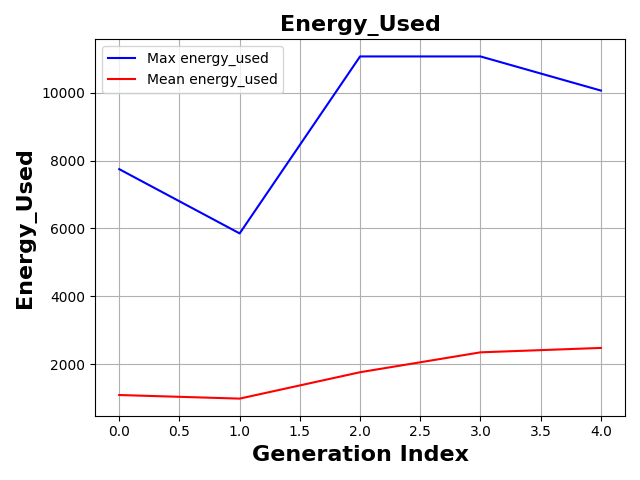 Energy_Used
Max energy_used
Mean energy_used
Energy_Used
10000
8000
6000
4000
2000
0.0 0.5 1.0 1.5 2.0 2.5 3.0 3.5 4.0
Generation Index